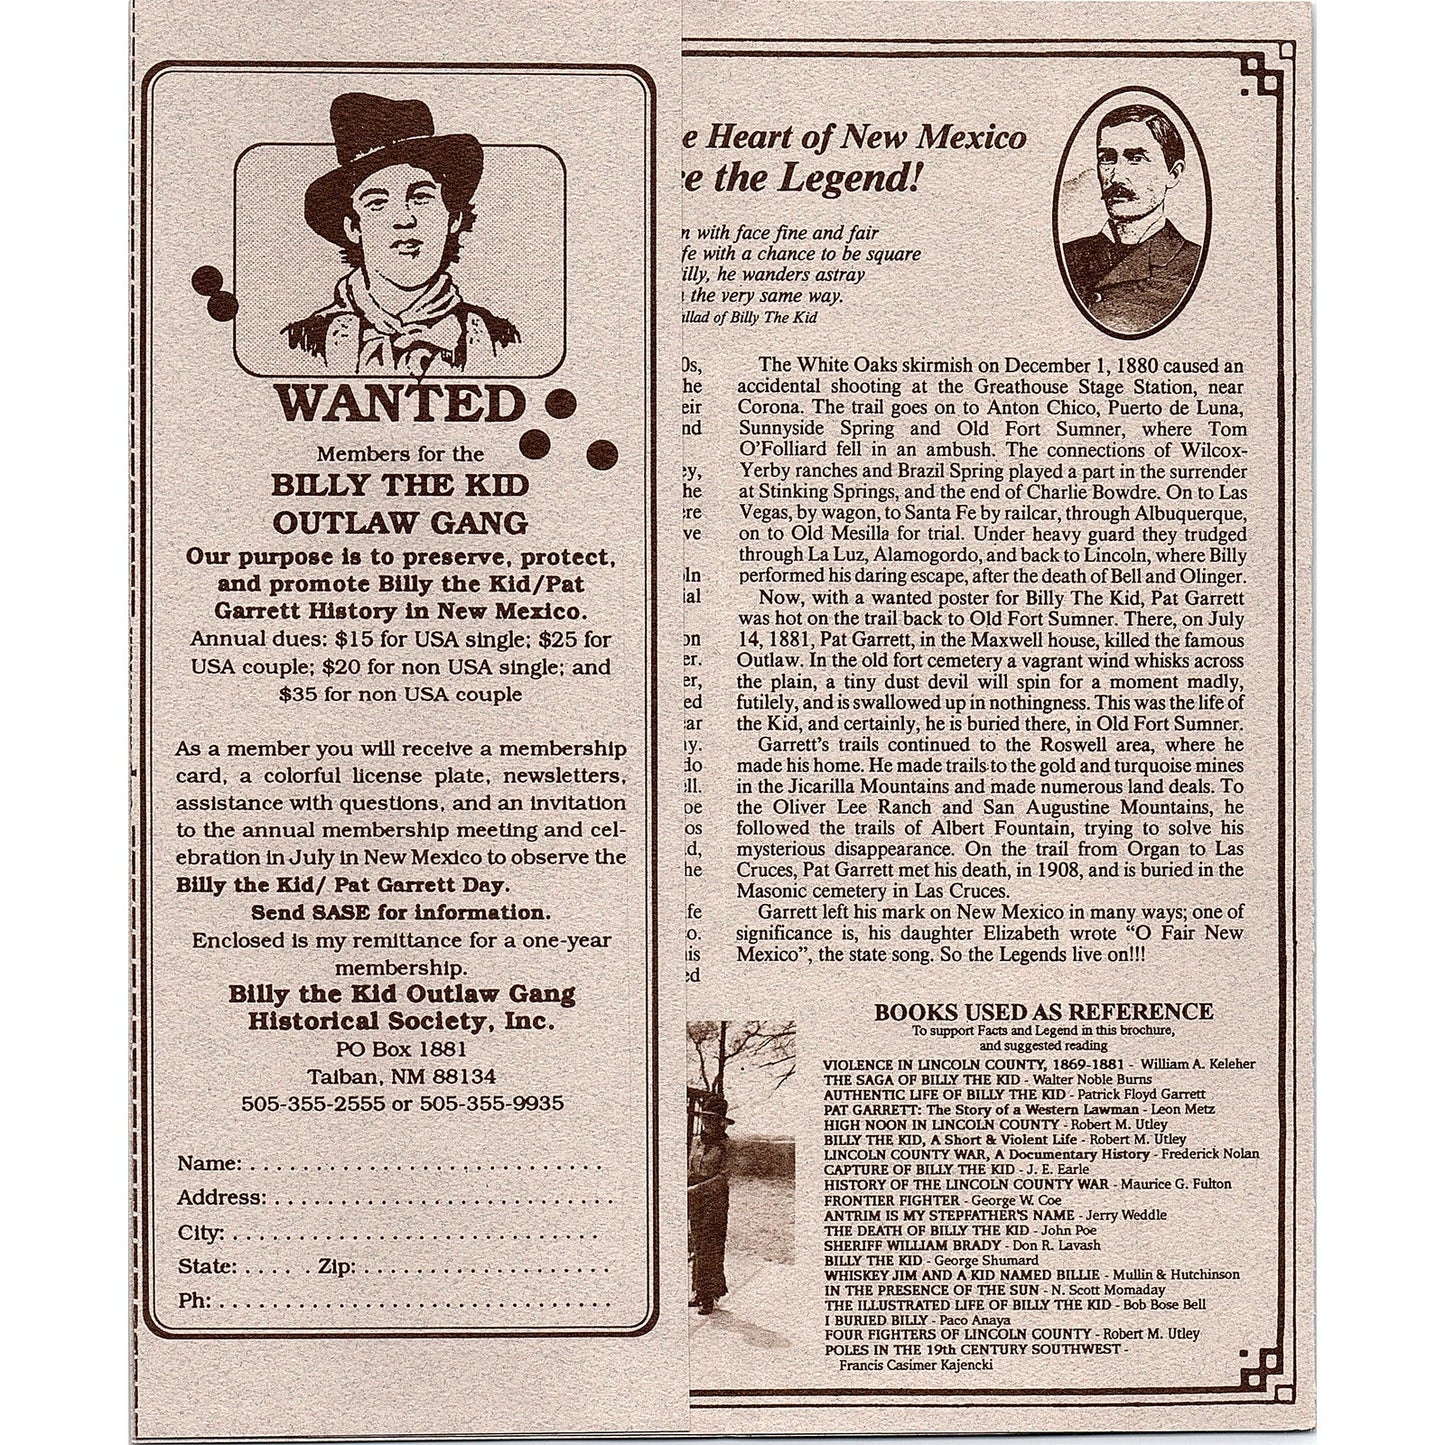 WANTED
Members for the
BILLY THE KID
OUTLAW GANG
Our purpose is to preserve, protect,
and promote Billy the Kid/Pat
Garrett History in New Mexico.
Annual dues: $15 for USA single; $25 for
USA couple; $20 for non USA single; and
$35 for non USA couple
As a member you will receive a membership
card, a colorful license plate, newsletters,
assistance with questions, and an invitation
to the annual membership meeting and cel-
ebration in July in New Mexico to observe the
Billy the Kid/ Pat Garrett Day.
Send SASE for information.
Enclosed is my remittance for a one-year
membership.
Billy the Kid Outlaw Gang
Historical Society, Inc.
PO Box 1881
Taiban, NM 88134
505-355-2555 or 505-355-9935
Name: . . . . . . . . . . . . . . . . . . . . . . . . . . .
Address: . . . . . . . . . . . . . . . . . . . . . . . . . .
City: . . . . . . . . . . . . . . . . . . . . . . . . . . . .
State: . . . . . . Zip: . . . . . . . . . . . . . . . . . . .
Ph: . . . . . . . . . . . . . . . . . . . . . . . . . . . . . .
e Heart of New Mexico
e the Legend!
n with face fine and fair
fe with a chance to be square
illy, he wanders astray
the very same way.
allad of Billy The Kid
0s,
he
eir
nd
ey,
he
ere
ve
oln
ial
on
er.
er,
ed
ar
ly.
do
ll.
oe
os
d,
he
ife
o.
is
ed
The White Oaks skirmish on December 1, 1880 caused an
accidental shooting at the Greathouse Stage Station, near
Corona. The trail goes on to Anton Chico, Puerto de Luna,
Sunnyside Spring and Old Fort Sumner, where Tom
O'Folliard fell in an ambush. The connections of Wilcox-
Yerby ranches and Brazil Spring played a part in the surrender
at Stinking Springs, and the end of Charlie Bowdre. On to Las
Vegas, by wagon, to Santa Fe by railcar, through Albuquerque,
on to Old Mesilla for trial. Under heavy guard they trudged
through La Luz, Alamogordo, and back to Lincoln, where Billy
performed his daring escape, after the death of Bell and Olinger.
Now, with a wanted poster for Billy The Kid, Pat Garrett
was hot on the trail back to Old Fort Sumner. There, on July
14, 1881, Pat Garrett, in the Maxwell house, killed the famous
Outlaw. In the old fort cemetery a vagrant wind whisks across
the plain, a tiny dust devil will spin for a moment madly,
futilely, and is swallowed up in nothingness. This was the life of
the Kid, and certainly, he is buried there, in Old Fort Sumner.
Garrett's trails continued to the Roswell area, where he
made his home. He made trails to the gold and turquoise mines
in the Jicarilla Mountains and made numerous land deals. To
the Oliver Lee Ranch and San Augustine Mountains, he
followed the trails of Albert Fountain, trying to solve his
mysterious disappearance. On the trail from Organ to Las
Cruces, Pat Garrett met his death, in 1908, and is buried in the
Masonic cemetery in Las Cruces.
Garrett left his mark on New Mexico in many ways; one of
significance is, his daughter Elizabeth wrote “O Fair New
Mexico”, the state song. So the Legends live on!!!
BOOKS USED AS REFERENCE
To support Facts and Legend in this brochure,
and suggested reading
VIOLENCE IN LINCOLN COUNTY, 1869-1881 - William A. Keleher
THE SAGA OF BILLY THE KID - Walter Noble Burns
AUTHENTIC LIFE OF BILLY THE KID - Patrick Floyd Garrett
PAT GARRETT: The Story of a Western Lawman - Leon Metz
HIGH NOON IN LINCOLN COUNTY - Robert M. Utley
BILLY THE KID, A Short & Violent Life - Robert M. Utley
LINCOLN COUNTY WAR, A Documentary History - Frederick Nolan
CAPTURE OF BILLY THE KID - J. E. Earle
HISTORY OF THE LINCOLN COUNTY WAR - Maurice G. Fulton
FRONTIER FIGHTER - George W. Coe
ANTRIM IS MY STEPFATHER'S NAME - Jerry Weddle
THE DEATH OF BILLY THE KID - John Poe
SHERIFF WILLIAM BRADY - Don R. Lavash
BILLY THE KID - George Shumard
WHISKEY JIM AND A KID NAMED BILLIE - Mullin & Hutchinson
IN THE PRESENCE OF THE SUN - N. Scott Momaday
THE ILLUSTRATED LIFE OF BILLY THE KID - Bob Bose Bell
I BURIED BILLY - Paco Anaya
FOUR FIGHTERS OF LINCOLN COUNTY - Robert M. Utley
POLES IN THE 19th CENTURY SOUTHWEST -
Francis Casimer Kajencki